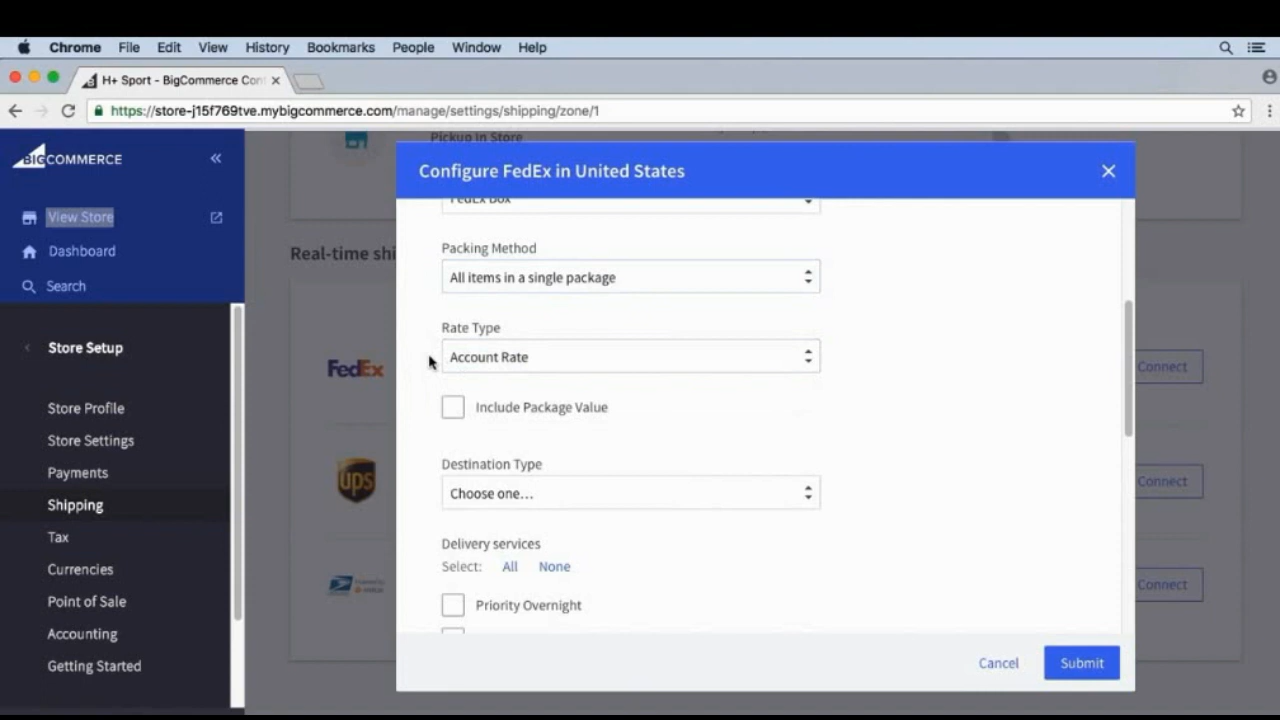 Chrome File Edit View History Bookmarks People Window Help
H+ Sport - BigCommerce Con
https://store-j15f769tve.mybigcommerce.com/manage/settings/shipping/zone/1
BIGCOMMERCE
View Store
Dashboard
Search
Store Setup
Store Profile
Store Settings
Payments
Shipping
Tax
Currencies
Point of Sale
Accounting
Getting Started
Pickup In Store
Real-time shi
FedEx
ups
Connect
Connect
Connect
Configure FedEx in United States
FedEx Box
Packing Method
All items in a single package
Rate Type
Account Rate
Include Package Value
Destination Type
Choose one...
Delivery services
Select: All None
Priority Overnight
Cancel Submit